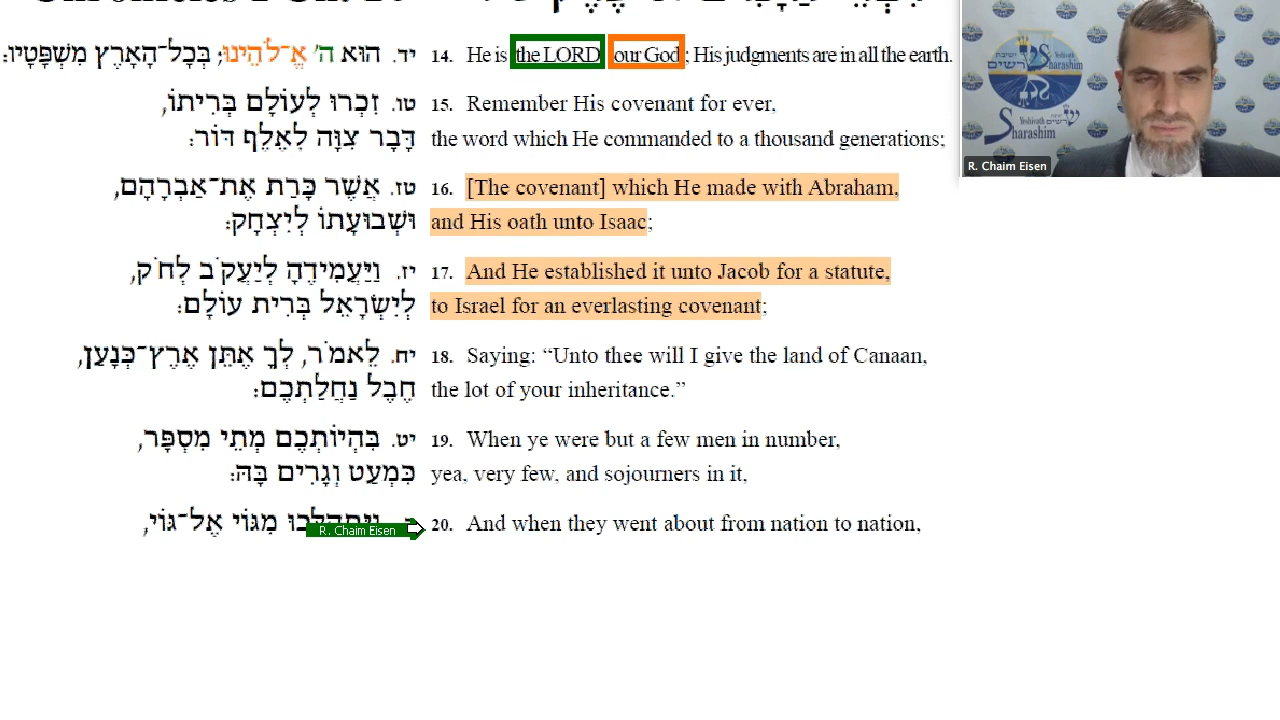 יד. הוּא ה׳ אֱ־לֹהֵינוּ; בְּכָל־הָאָרֶץ מִשְׁפָּטָיו:
14. He is the LORD our God; His judgments are in all the earth.
טו. זִכְרוּ לְעוֹלָם בְּרִיתוֹ,
15. Remember His covenant for ever,
דָּבָר צִוָּה לְאֶלֶף דּוֹר:
the word which He commanded to a thousand generations;
טז. אֲשֶׁר כָּרַת אֶת־אַבְרָהָם,
16. [The covenant] which He made with Abraham,
וּשְׁבוּעָתוֹ לְיִצְחָק:
and His oath unto Isaac;
יז. וַיַּעֲמִידֶהָ לְיַעֲקֹב לְחֹק,
17. And He established it unto Jacob for a statute,
לְיִשְׂרָאֵל בְּרִית עוֹלָם:
to Israel for an everlasting covenant;
יח. לֵאמֹר, לְךָ אֶתֵּן אֶרֶץ־כְּנָעַן,
18. Saying: “Unto thee will I give the land of Canaan,
חֶבֶל נַחֲלַתְכֶם:
the lot of your inheritance.”
יט. בִּהְיוֹתְכֶם מְתֵי מִסְפָּר,
19. When ye were but a few men in number,
כִּמְעַט וְגָרִים בָּהּ:
yea, very few, and sojourners in it,
מִגּוֹי אֶל־גּוֹי,
R. Chaim Eisen
20. And when they went about from nation to nation,
Yeshivath Sharashim
R. Chaim Eisen